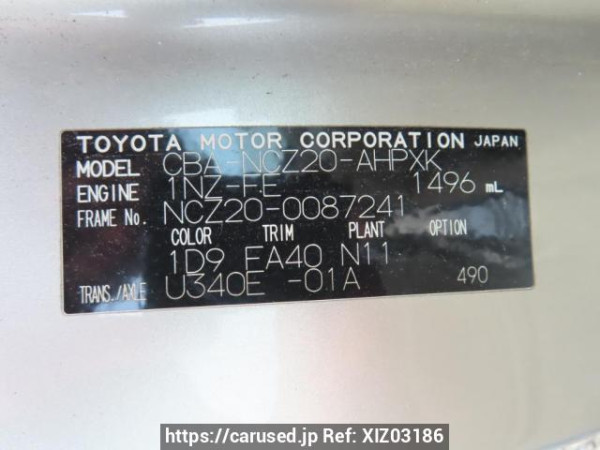 TOYOTA MOTOR CORPORATION JAPAN
MODEL CBA-NCZ20-AHPXK
ENGINE 1NZ-FE 1496 mL
FRAME No. NCZ20-0087241
COLOR TRIM PLANT OPTION
1D9 FA40 N11
TRANS./AXLE U340E -01A 490
https://carused.jp Ref: XIZ03186